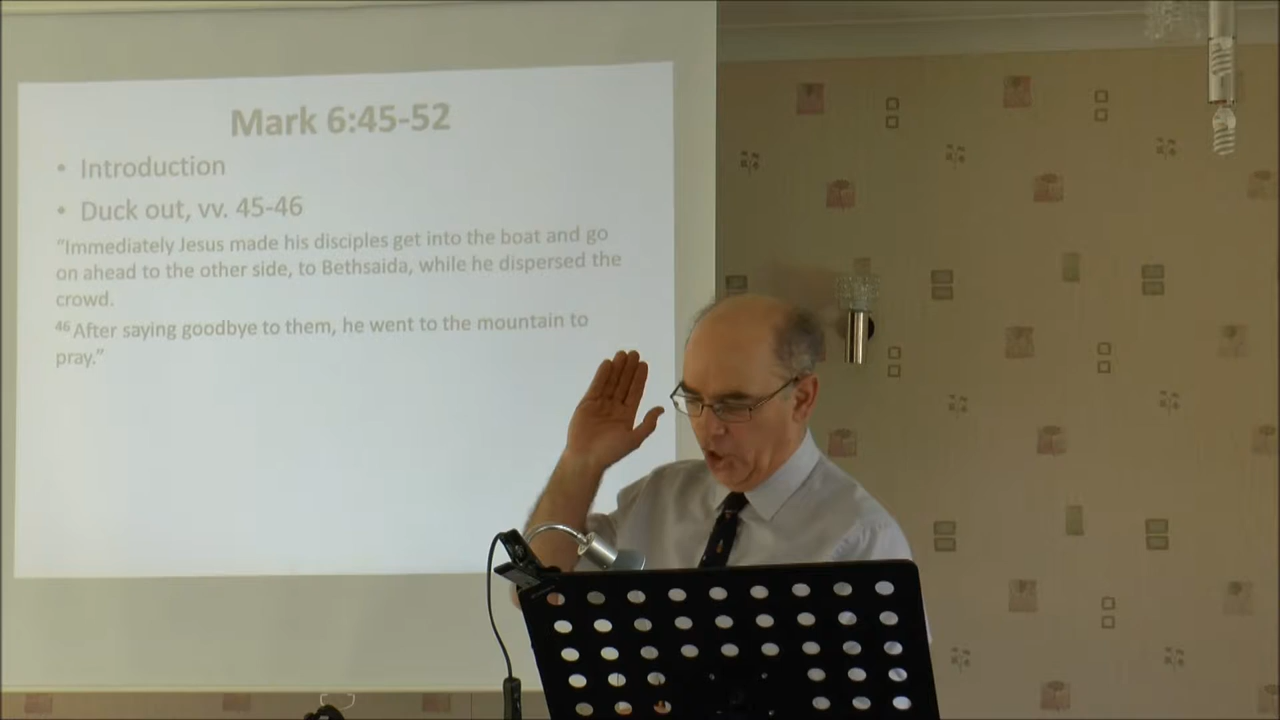 Mark 6:45-52
• Introduction
• Duck out, vv. 45-46
“Immediately Jesus made his disciples get into the boat and go
on ahead to the other side, to Bethsaida, while he dispersed the
crowd.
46 After saying goodbye to them, he went to the mountain to
pray.”